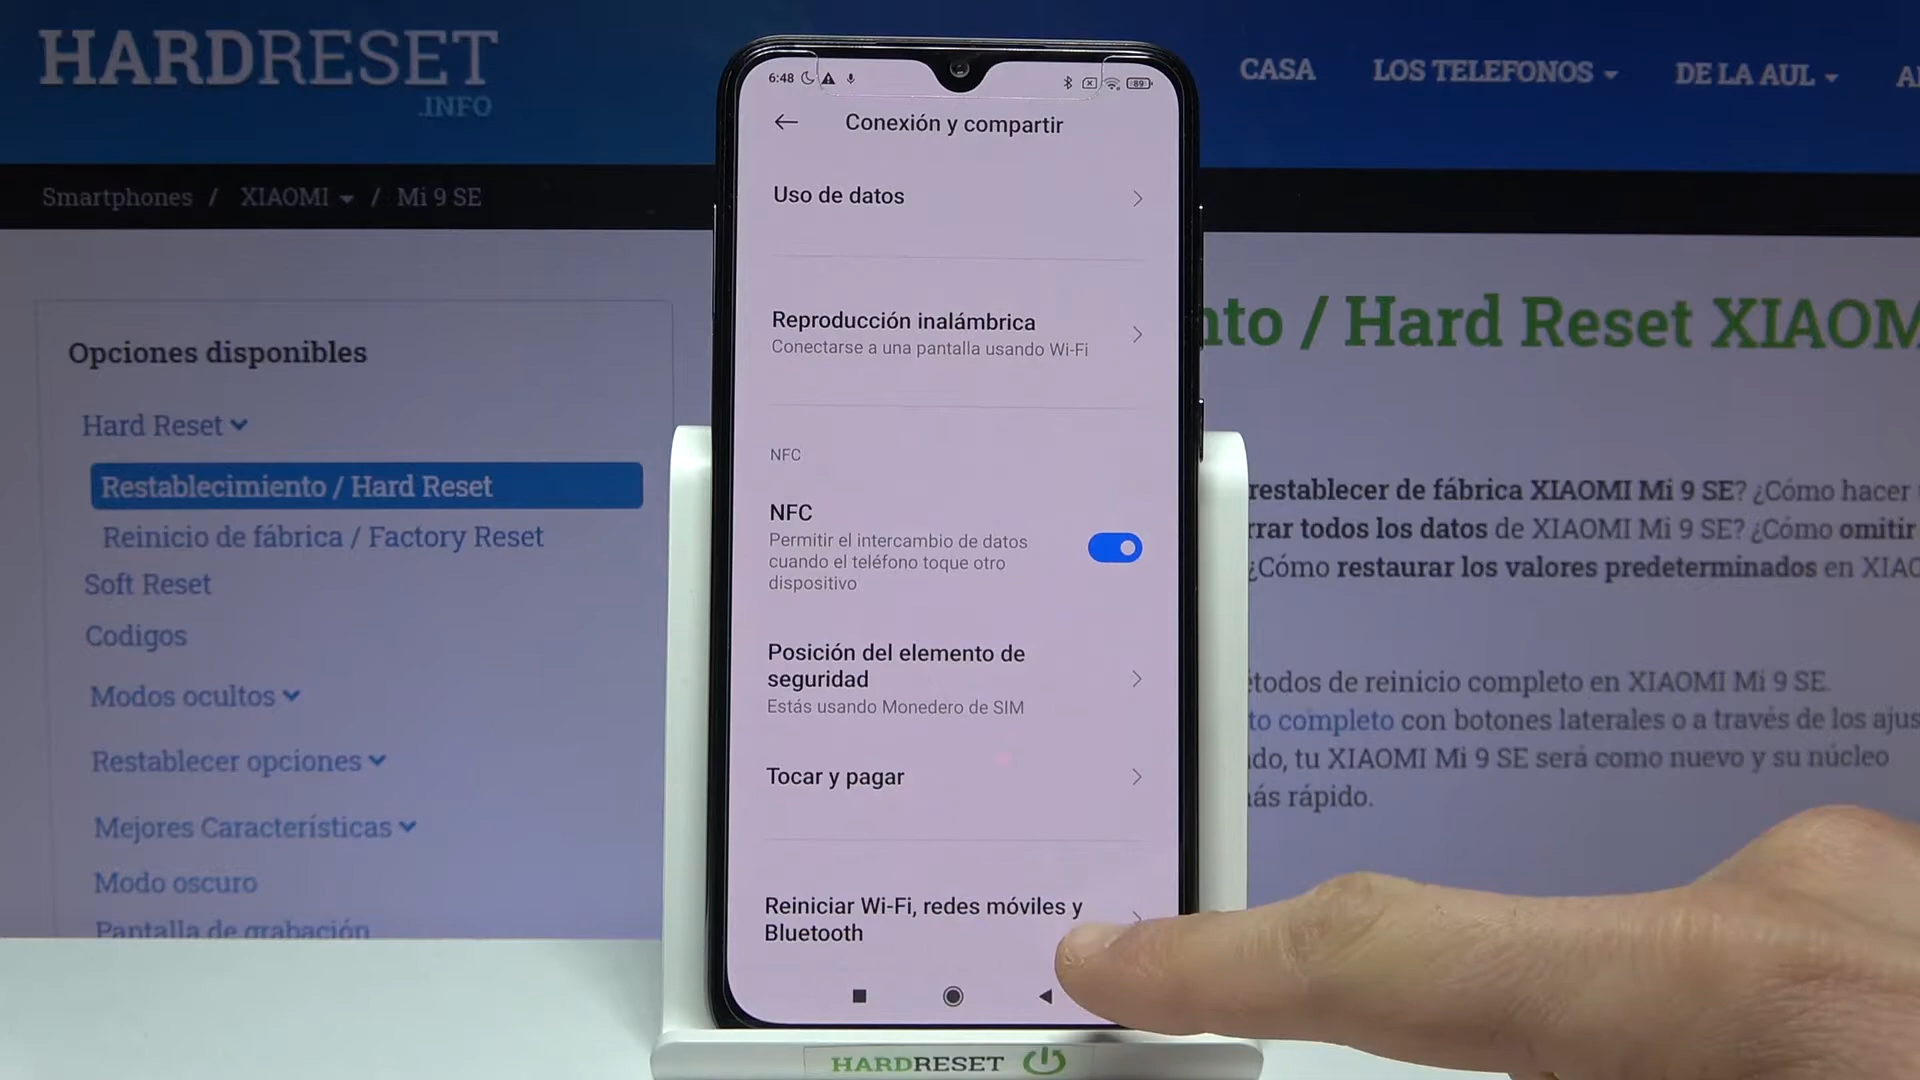 HARDRESET
.INFO
CASA
LOS TELEFONOS
DE LA AUL
Smartphones / XIAOMI / Mi 9 SE
Opciones disponibles
Hard Reset
Restablecimiento / Hard Reset
Reinicio de fábrica / Factory Reset
Soft Reset
Codigos
Modos ocultos
Restablecer opciones
Mejores Características
Modo oscuro
Pantalla de grabación
6:48
89
Conexión y compartir
Uso de datos
Reproducción inalámbrica
Conectarse a una pantalla usando Wi-Fi
NFC
NFC
Permitir el intercambio de datos
cuando el teléfono toque otro
dispositivo
Posición del elemento de
seguridad
Estás usando Monedero de SIM
Tocar y pagar
Reiniciar Wi-Fi, redes móviles y
Bluetooth
nto / Hard Reset XIAOM
restablecer de fábrica XIAOMI Mi 9 SE? ¿Cómo hacer
rrar todos los datos de XIAOMI Mi 9 SE? ¿Cómo omitir
¿Cómo restaurar los valores predeterminados en XIAO
étodos de reinicio completo en XIAOMI Mi 9 SE.
to completo con botones laterales o a través de los ajus
do, tu XIAOMI Mi 9 SE será como nuevo y su núcleo
ás rápido.
HARDRESET